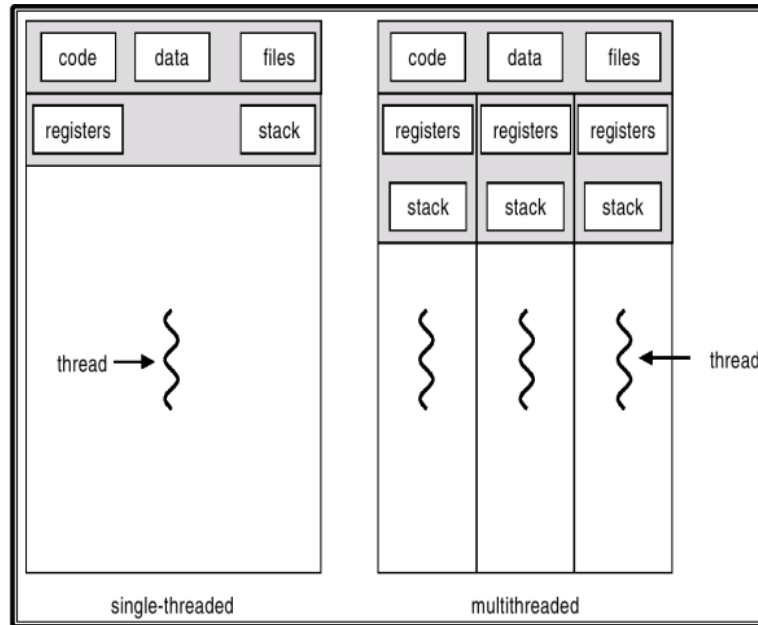 code data files
registers stack
thread
single-threaded
code data files
registers registers registers
stack stack stack
thread
multithreaded